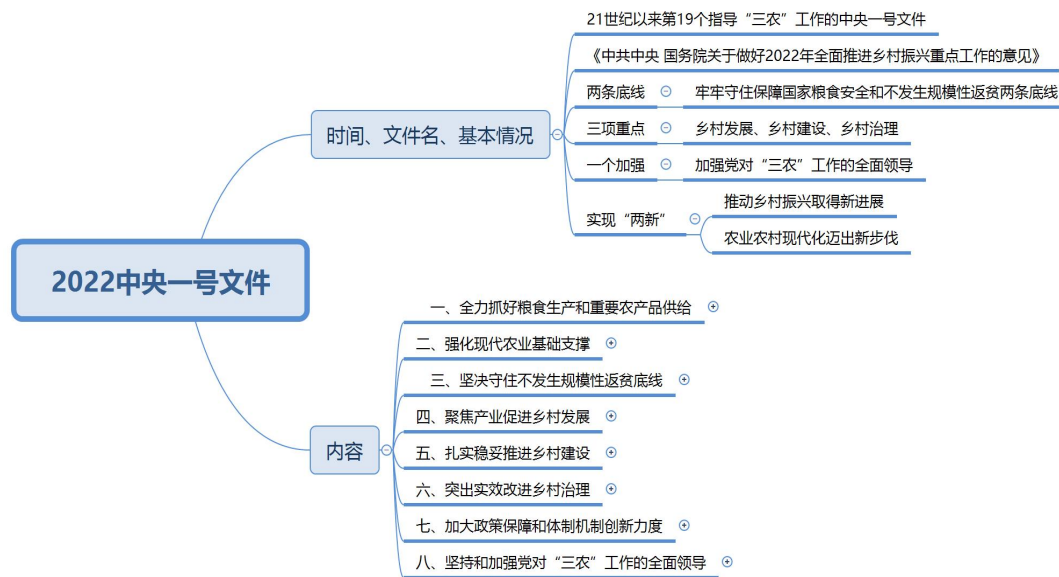 2022中央一号文件
时间、文件名、基本情况
21世纪以来第19个指导“三农”工作的中央一号文件
《中共中央 国务院关于做好2022年全面推进乡村振兴重点工作的意见》
两条底线
牢牢守住保障国家粮食安全和不发生规模性返贫两条底线
三项重点
乡村发展、乡村建设、乡村治理
一个加强
加强党对“三农”工作的全面领导
实现“两新”
推动乡村振兴取得新进展
农业农村现代化迈出新步伐
内容
一、全力抓好粮食生产和重要农产品供给
二、强化现代农业基础支撑
三、坚决守住不发生规模性返贫底线
四、聚焦产业促进乡村发展
五、扎实稳妥推进乡村建设
六、突出实效改进乡村治理
七、加大政策保障和体制机制创新力度
八、坚持和加强党对“三农”工作的全面领导